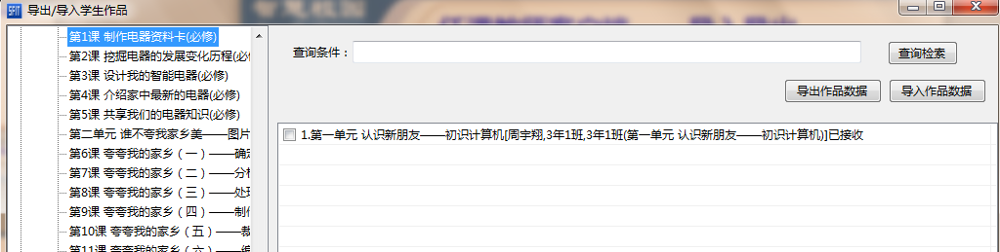 SFIT 导出/导入学生作品
第1课 制作电器资料卡(必修)
第2课 挖掘电器的发展变化历程(必
第3课 设计我的智能电器(必修)
第4课 介绍家中最新的电器(必修)
第5课 共享我们的电器知识(必修)
第二单元 谁不夸我家乡美——图片
第6课 夸夸我的家乡（一）——确定
第7课 夸夸我的家乡（二）——分析
第8课 夸夸我的家乡（三）——处理
第9课 夸夸我的家乡（四）——制作
第10课 夸夸我的家乡（五）——裁
第11课 夸夸我的家乡（六）——编
查询条件：
查询检索
导出作品数据 导入作品数据
1.第一单元 认识新朋友——初识计算机[周宇翔,3年1班,3年1班(第一单元 认识新朋友——初识计算机)]已接收